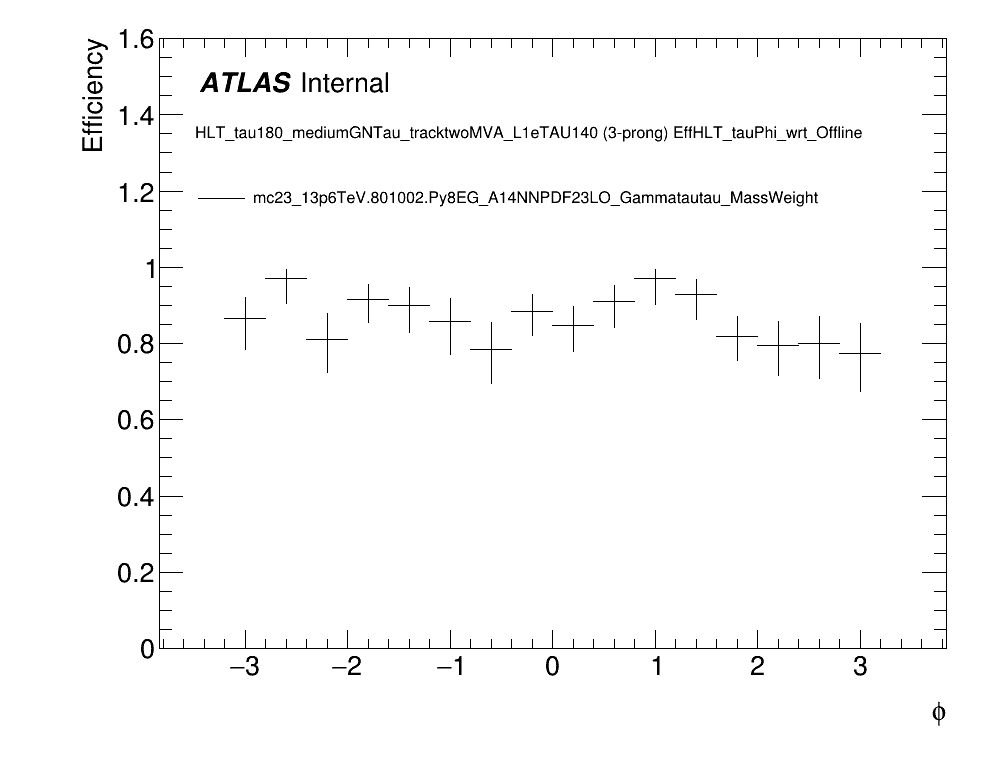 Efficiency
1.6
1.4
1.2
1
0.8
0.6
0.4
0.2
0
ATLAS Internal
HLT_tau180_mediumGNTau_tracktwoMVA_L1eTAU140 (3-prong) EffHLT_tauPhi_wrt_Offline
mc23_13p6TeV.801002.Py8EG_A14NNPDF23LO_Gammatautau_MassWeight
−3 −2 −1 0 1 2 3
ϕ